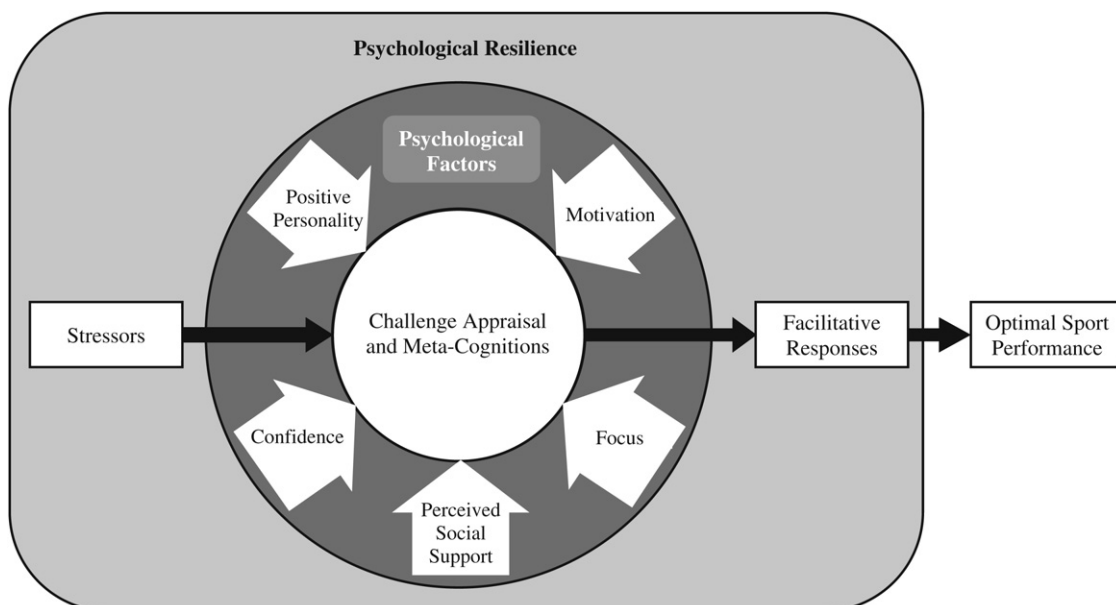 Psychological Resilience
Psychological
Factors
Positive
Personality
Motivation
Stressors
Challenge Appraisal
and Meta-Cognitions
Facilitative
Responses
Optimal Sport
Performance
Confidence
Focus
Perceived
Social
Support